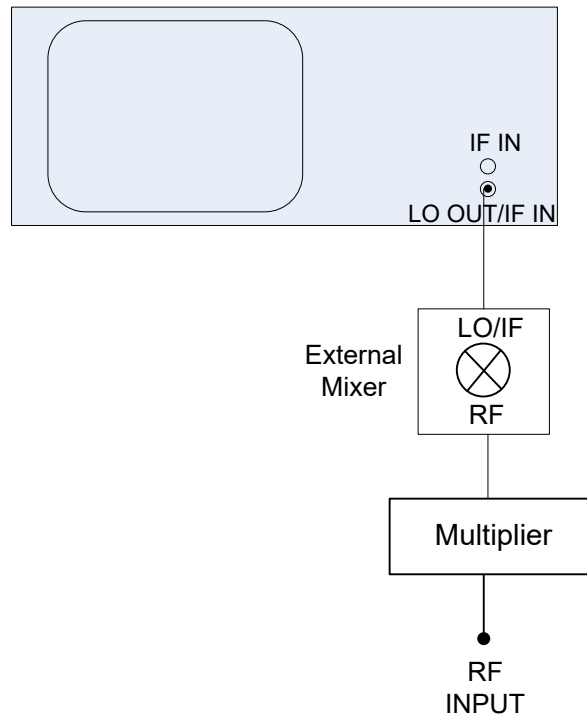 IF IN
LO OUT/IF IN
External
Mixer
LO/IF
RF
Multiplier
RF
INPUT